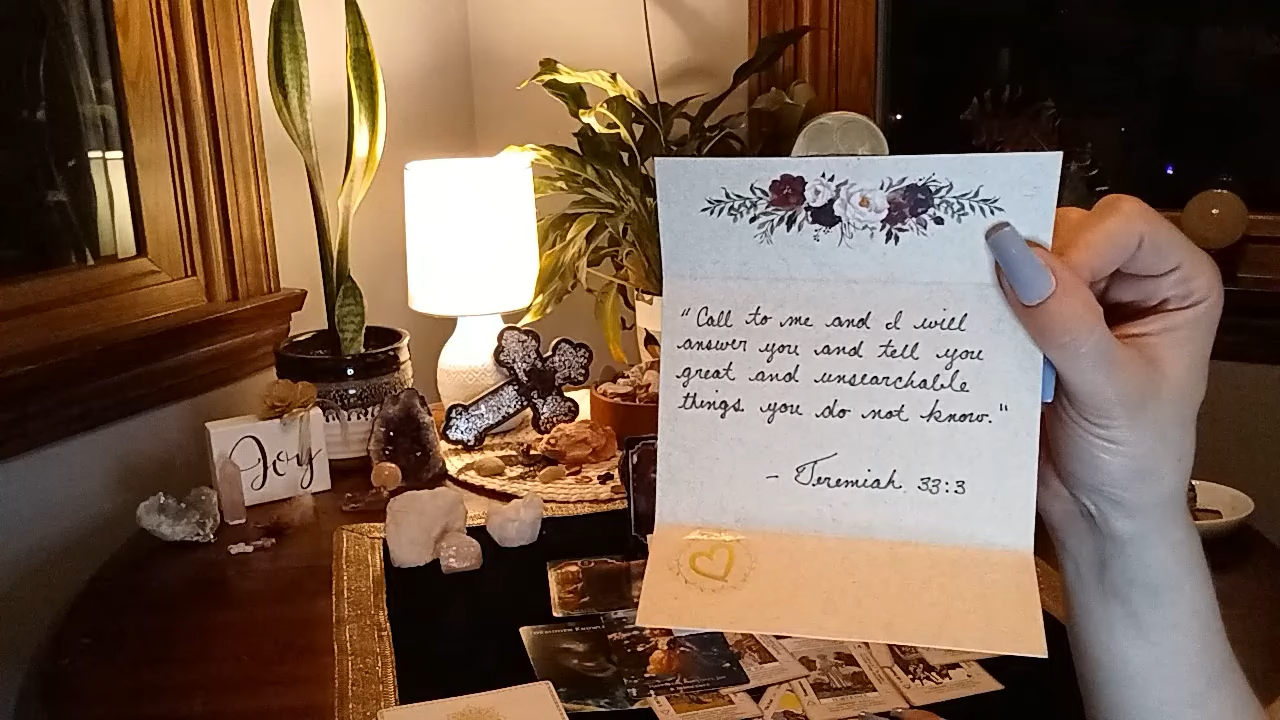 "Call to me and I will
answer you and tell you
great and unsearchable
things you do not know."
- Jeremiah 33:3
Joy